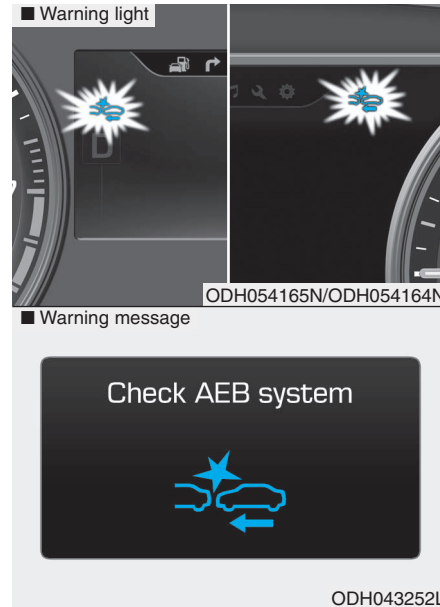 ■ Warning light
D
ODH054165N/ODH054164N
■ Warning message
Check AEB system
ODH043252L